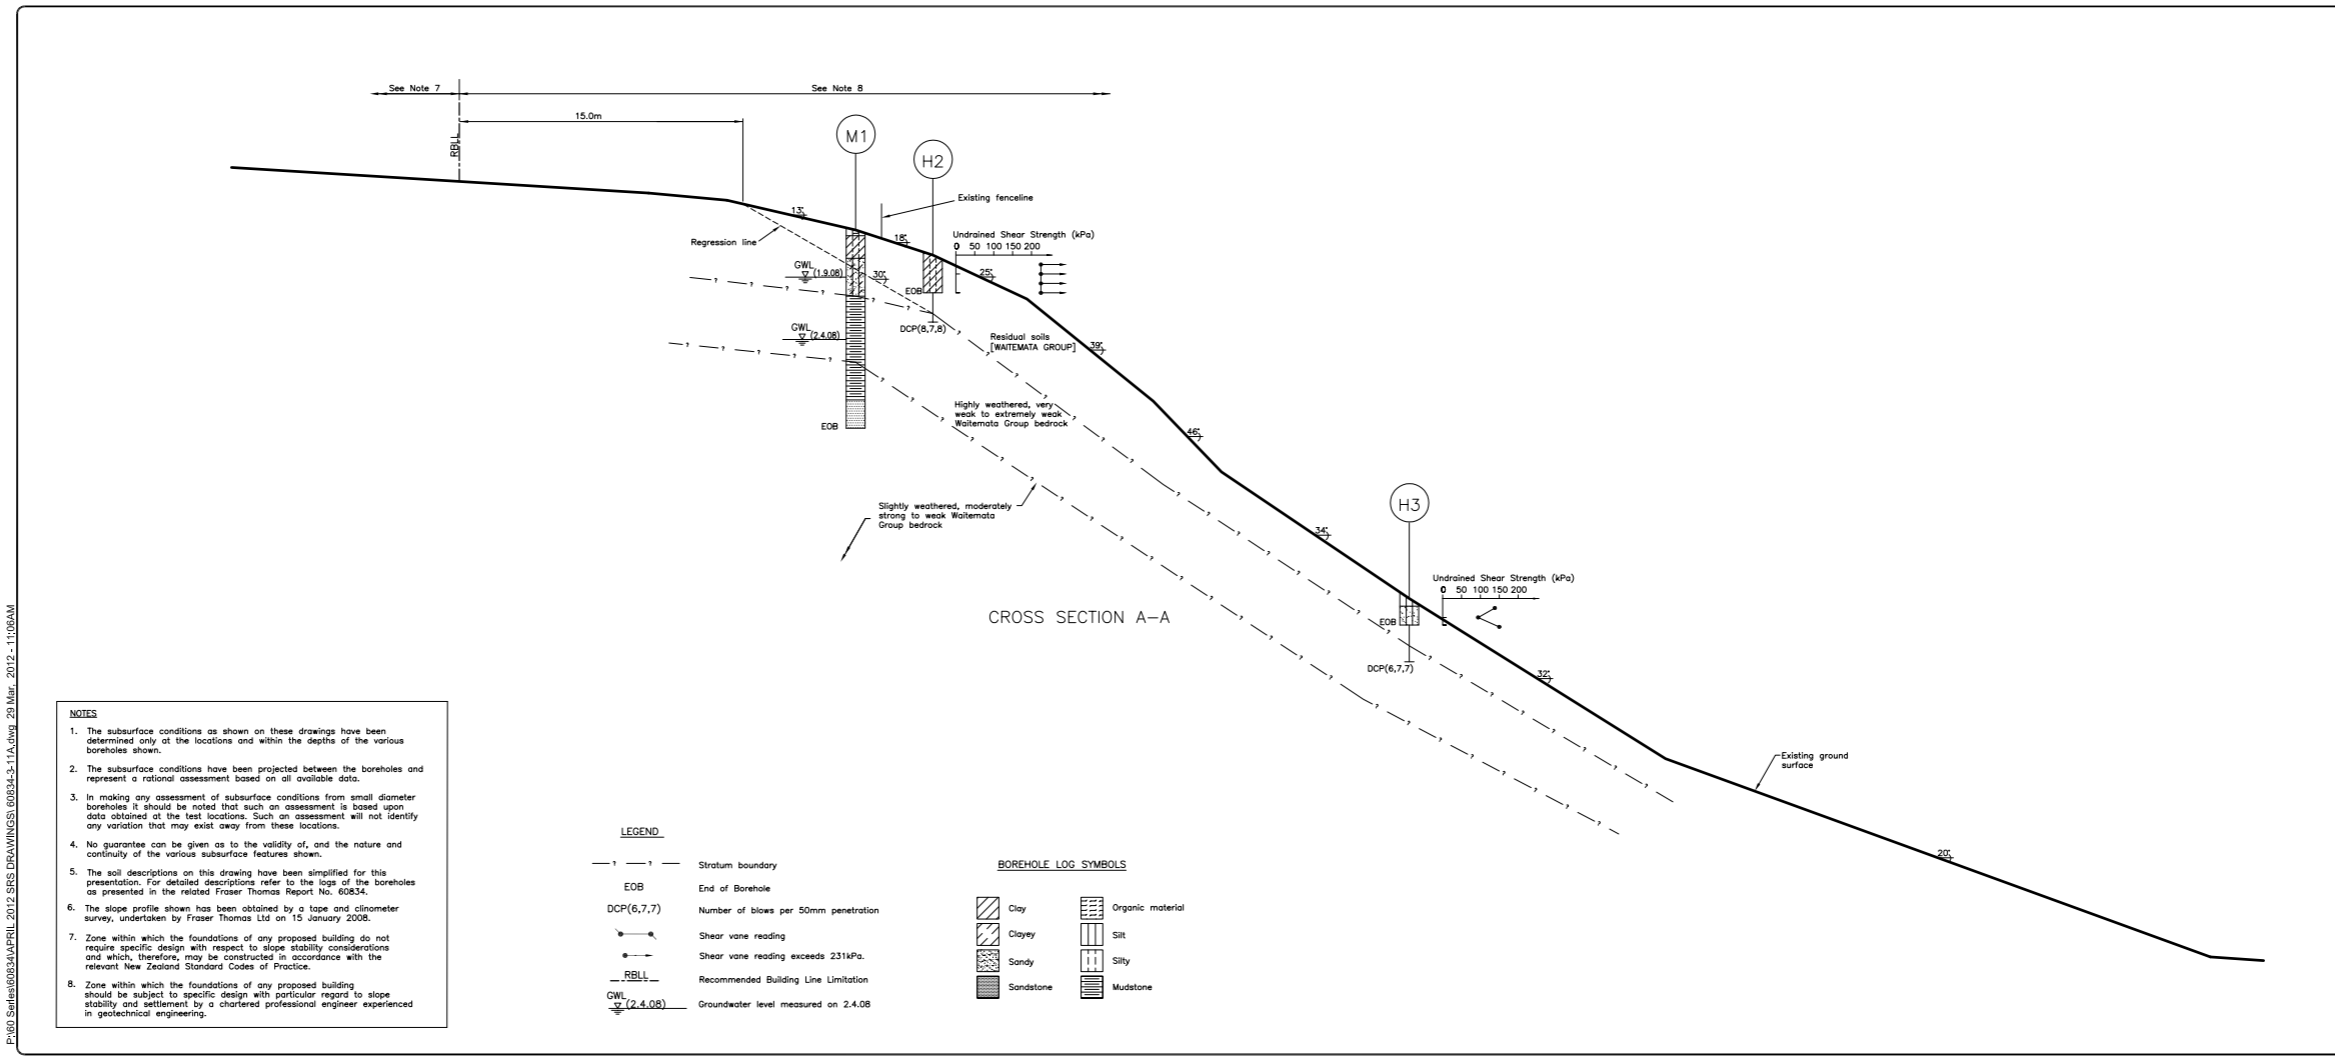 See Note 7
See Note 8
15.0m
RBLL
M1
H2
Existing fenceline
13°
Regression line
18°
Undrained Shear Strength (kPa)
0 50 100 150 200
GWL
(1.9.08)
30°
25°
EOB
GWL
(2.4.08)
DCP(8,7,8)
Residual soils
[WAITEMATA GROUP]
39°
Highly weathered, very
weak to extremely weak
Waitemata Group bedrock
EOB
46°
Slightly weathered, moderately
strong to weak Waitemata
Group bedrock
H3
34°
Undrained Shear Strength (kPa)
0 50 100 150 200
EOB
DCP(6,7,7)
32°
CROSS SECTION A-A
Existing ground
surface
20°
P:\60 Series\60834\APRIL 2012 SRS DRAWINGS\ 60834-3-11A.dwg 29 Mar, 2012 - 11:06AM
NOTES
1. The subsurface conditions as shown on these drawings have been
determined only at the locations and within the depths of the various
boreholes shown.
2. The subsurface conditions have been projected between the boreholes and
represent a rational assessment based on all available data.
3. In making any assessment of subsurface conditions from small diameter
boreholes it should be noted that such an assessment is based upon
data obtained at the test locations. Such an assessment will not identify
any variation that may exist away from these locations.
4. No guarantee can be given as to the validity of, and the nature and
continuity of the various subsurface features shown.
5. The soil descriptions on this drawing have been simplified for this
presentation. For detailed descriptions refer to the logs of the boreholes
as presented in the related Fraser Thomas Report No. 60834.
6. The slope profile shown has been obtained by a tape and clinometer
survey, undertaken by Fraser Thomas Ltd on 15 January 2008.
7. Zone within which the foundations of any proposed building do not
require specific design with respect to slope stability considerations
and which, therefore, may be constructed in accordance with the
relevant New Zealand Standard Codes of Practice.
8. Zone within which the foundations of any proposed building
should be subject to specific design with particular regard to slope
stability and settlement by a chartered professional engineer experienced
in geotechnical engineering.
LEGEND
? ? Stratum boundary
EOB End of Borehole
DCP(6,7,7) Number of blows per 50mm penetration
Shear vane reading
Shear vane reading exceeds 231kPa.
RBLL Recommended Building Line Limitation
GWL (2.4.08) Groundwater level measured on 2.4.08
BOREHOLE LOG SYMBOLS
Clay Organic material
Clayey Silt
Sandy Silty
Sandstone Mudstone